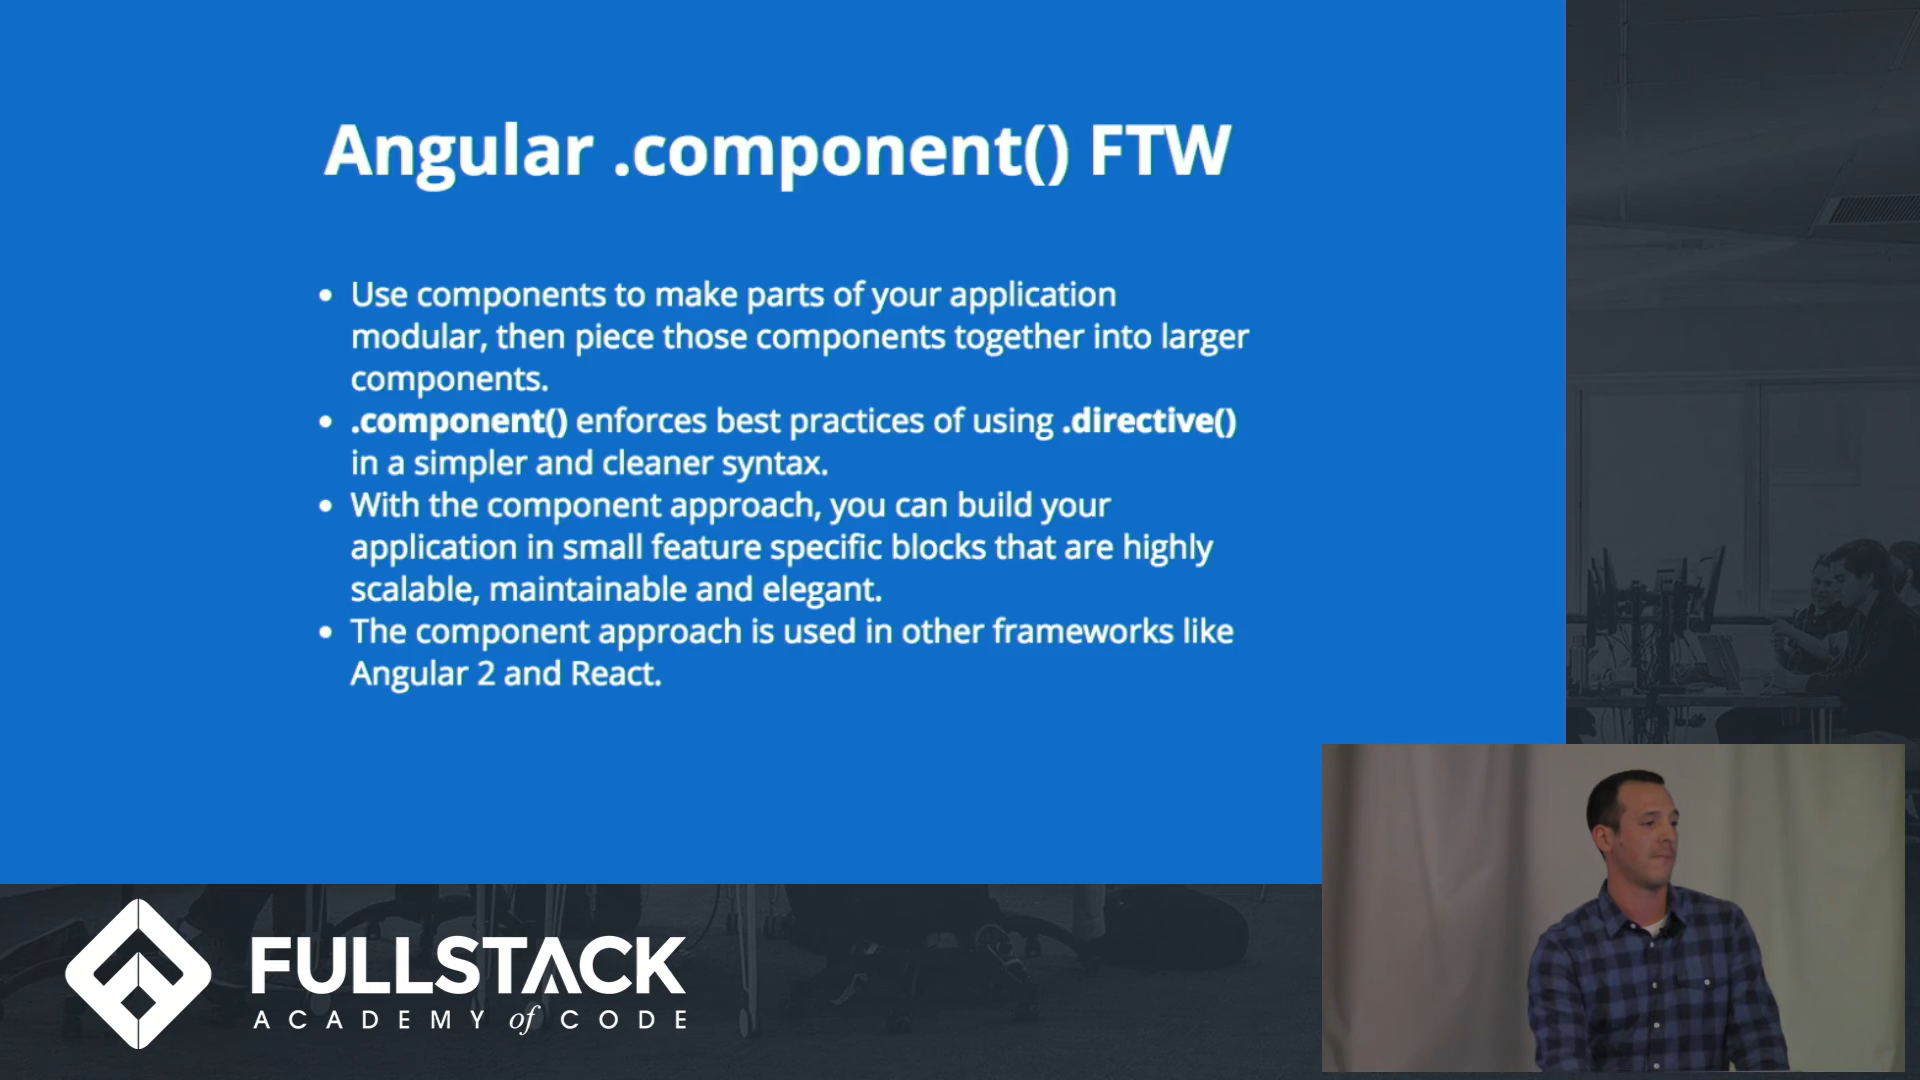 Angular .component() FTW
• Use components to make parts of your application
modular, then piece those components together into larger
components.
• .component() enforces best practices of using .directive()
in a simpler and cleaner syntax.
• With the component approach, you can build your
application in small feature specific blocks that are highly
scalable, maintainable and elegant.
• The component approach is used in other frameworks like
Angular 2 and React.
FULLSTACK
ACADEMY of CODE